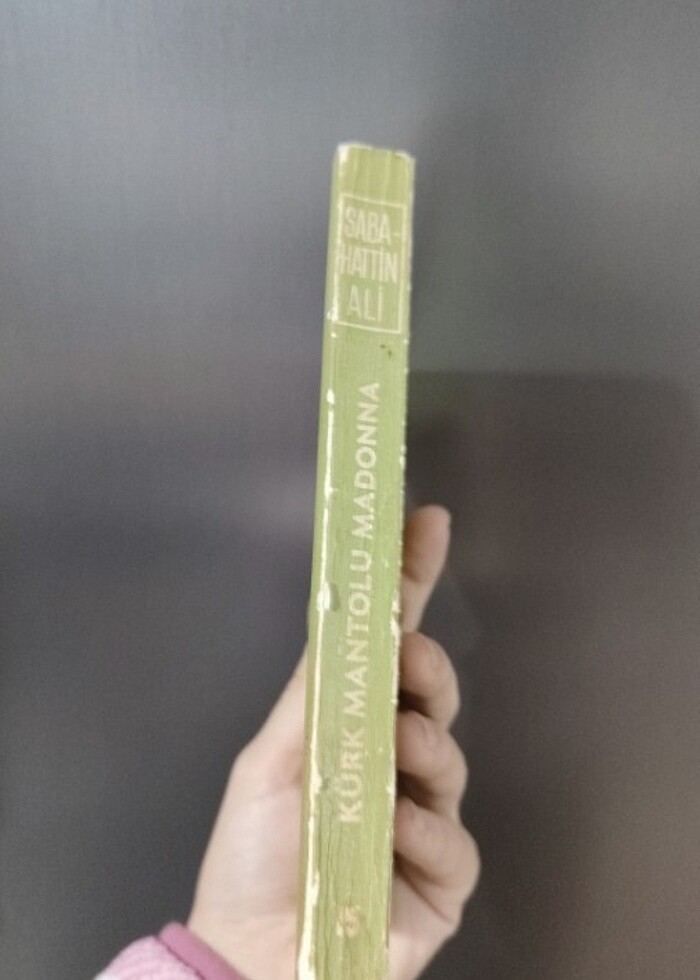 SABA-
HATTİN
ALİ
KÜRK MANTOLU MADONNA